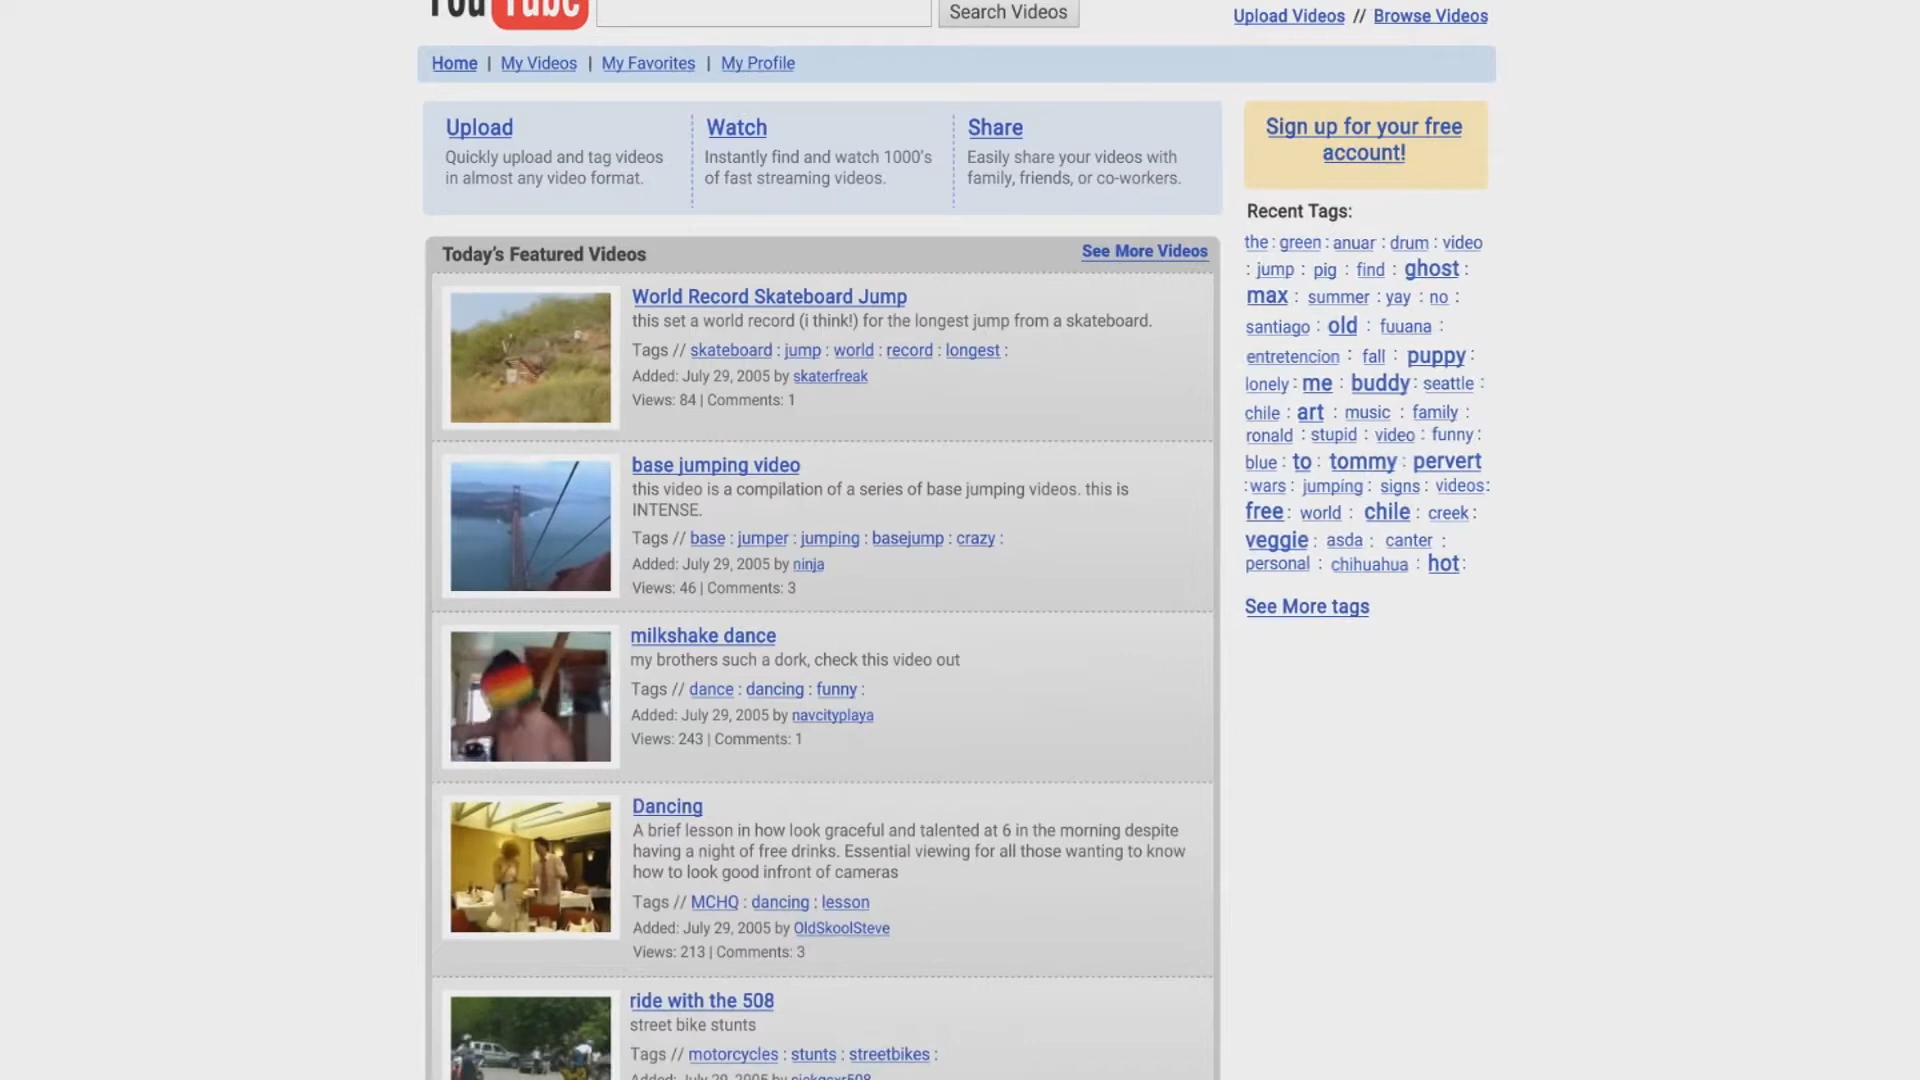 YouTube
Search Videos
Upload Videos // Browse Videos
Home | My Videos | My Favorites | My Profile
Upload
Quickly upload and tag videos
in almost any video format.
Watch
Instantly find and watch 1000's
of fast streaming videos.
Share
Easily share your videos with
family, friends, or co-workers.
Sign up for your free
account!
Today's Featured Videos
See More Videos
World Record Skateboard Jump
this set a world record (i think!) for the longest jump from a skateboard.
Tags // skateboard : jump : world : record : longest :
Added: July 29, 2005 by skaterfreak
Views: 84 | Comments: 1
base jumping video
this video is a compilation of a series of base jumping videos. this is
INTENSE.
Tags // base : jumper : jumping : basejump : crazy :
Added: July 29, 2005 by ninja
Views: 46 | Comments: 3
milkshake dance
my brothers such a dork, check this video out
Tags // dance : dancing : funny :
Added: July 29, 2005 by navcityplaya
Views: 243 | Comments: 1
Dancing
A brief lesson in how look graceful and talented at 6 in the morning despite
having a night of free drinks. Essential viewing for all those wanting to know
how to look good infront of cameras
Tags // MCHQ : dancing : lesson
Added: July 29, 2005 by OldSkoolSteve
Views: 213 | Comments: 3
ride with the 508
street bike stunts
Tags // motorcycles : stunts : streetbikes :
Added: July 29, 2005 by
Recent Tags:
the : green : anuar : drum : video
: jump : pig : find : ghost :
max : summer : yay : no :
santiago : old : fuuana :
entretencion : fall : puppy :
lonely : me : buddy : seattle :
chile : art : music : family :
ronald : stupid : video : funny :
blue : to : tommy : pervert
: wars : jumping : signs : videos:
free : world : chile : creek :
veggie : asda : canter :
personal : chihuahua : hot :
See More tags